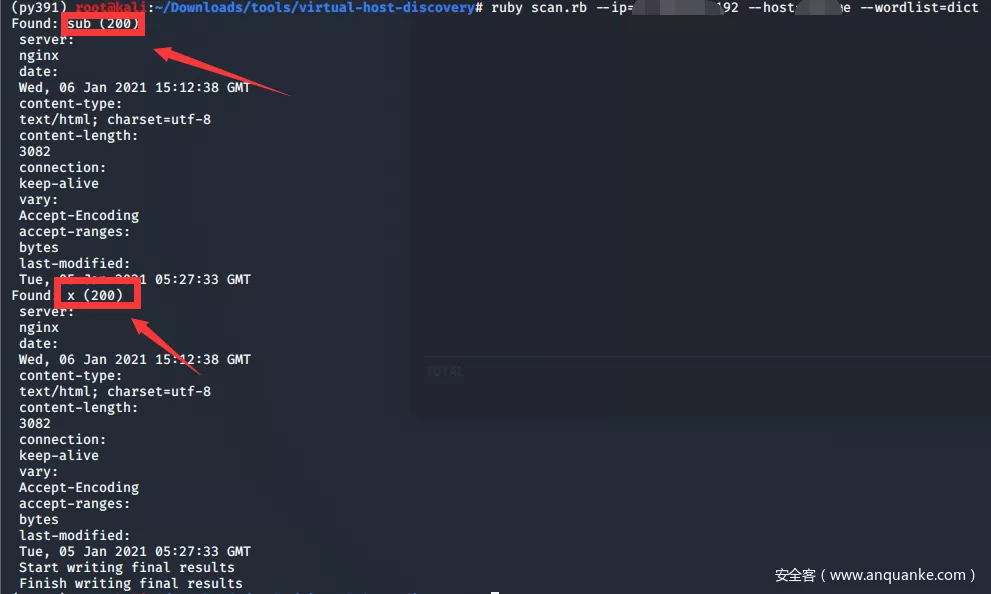 (py391) root@kali:~/Downloads/tools/virtual-host-discovery# ruby scan.rb --ip= 92 --host= e --wordlist=dict
Found: sub (200)
server:
nginx
date:
Wed, 06 Jan 2021 15:12:38 GMT
content-type:
text/html; charset=utf-8
content-length:
3082
connection:
keep-alive
vary:
Accept-Encoding
accept-ranges:
bytes
last-modified:
Tue, 05 Jan 2021 05:27:33 GMT
Found: x (200)
server:
nginx
date:
Wed, 06 Jan 2021 15:12:38 GMT
content-type:
text/html; charset=utf-8
content-length:
3082
connection:
keep-alive
vary:
Accept-Encoding
accept-ranges:
bytes
last-modified:
Tue, 05 Jan 2021 05:27:33 GMT
Start writing final results
Finish writing final results
TOTAL
安全客（www.anquanke.com）